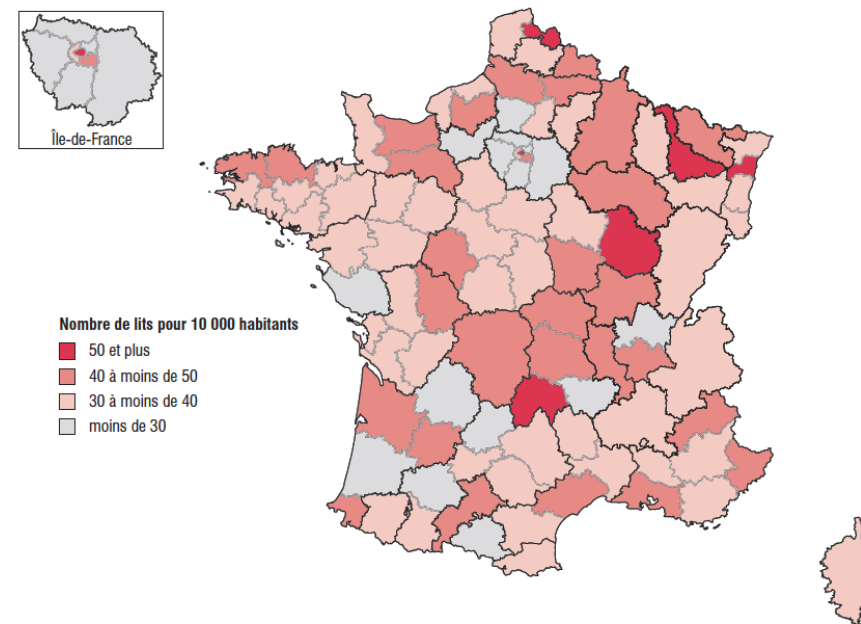 Île-de-France
Nombre de lits pour 10 000 habitants
50 et plus
40 à moins de 50
30 à moins de 40
moins de 30